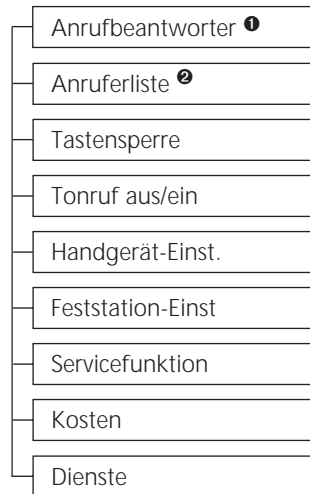 Anrufbeantworter ❶
Anruferliste ❷
Tastensperre
Tonruf aus/ein
Handgerät-Einst.
Feststation-Einst
Servicefunktion
Kosten
Dienste